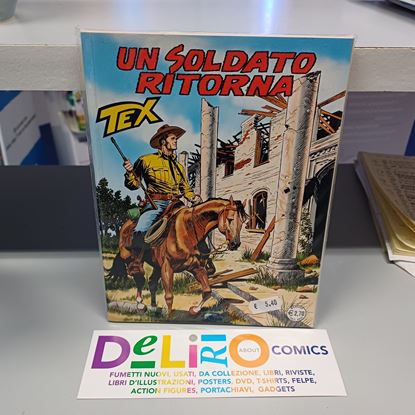 UN SOLDATO
RITORNA
TEX
€ 5,40
€2,70
DeLiRiO ABOUT COMICS
FUMETTI NUOVI, USATI, DA COLLEZIONE, LIBRI, RIVISTE,
LIBRI D'ILLUSTRAZIONI, POSTERS, DVD, T-SHIRTS, FELPE,
ACTION FIGURES, PORTACHIAVI, GADGETS